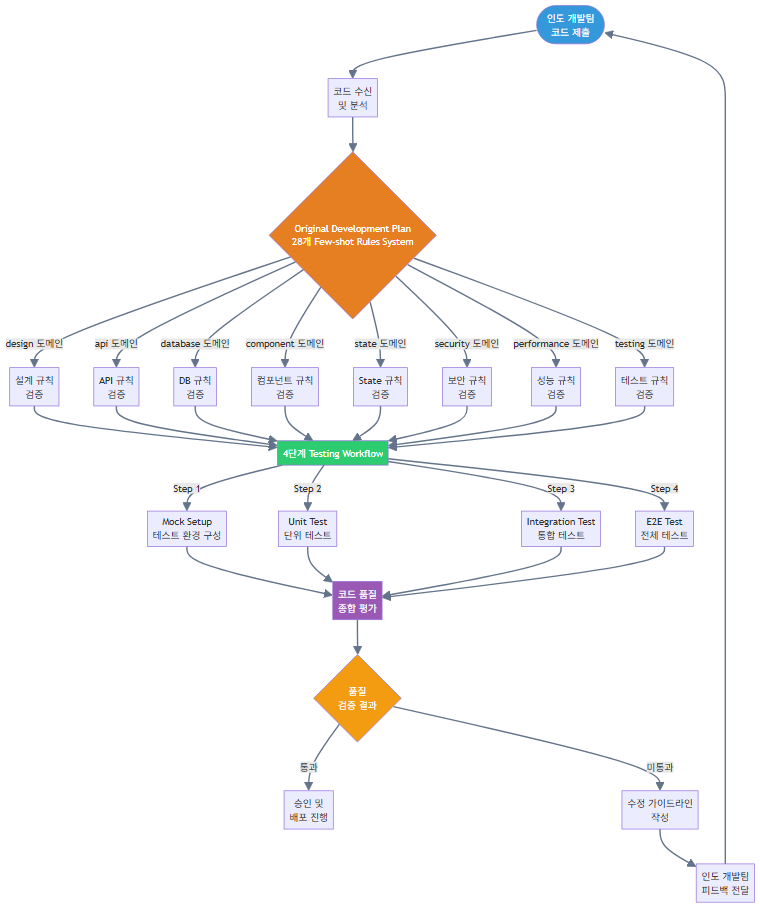 인도 개발팀
코드 제출
코드 수신
및 분석
Original Development Plan
28개 Few-shot Rules System
design 도메인
api 도메인
database 도메인
component 도메인
state 도메인
security 도메인
performance 도메인
testing 도메인
설계 규칙
검증
API 규칙
검증
DB 규칙
검증
컴포넌트 규칙
검증
State 규칙
검증
보안 규칙
검증
성능 규칙
검증
테스트 규칙
검증
4단계 Testing Workflow
Step 1
Step 2
Step 3
Step 4
Mock Setup
테스트 환경 구성
Unit Test
단위 테스트
Integration Test
통합 테스트
E2E Test
전체 테스트
코드 품질
종합 평가
품질
검증 결과
통과
미통과
승인 및
배포 진행
수정 가이드라인
작성
인도 개발팀
피드백 전달